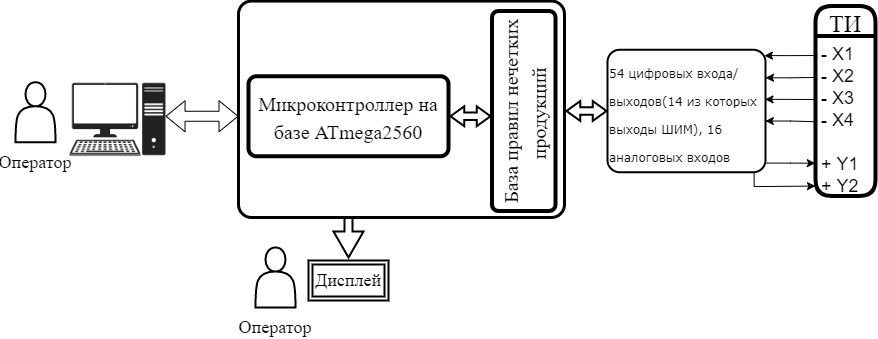 Оператор
Микроконтроллер на
базе ATmega2560
База правил нечетких
продукций
54 цифровых входа/
выходов(14 из которых
выходы ШИМ), 16
аналоговых входов
ТИ
- X1
- X2
- X3
- X4
+ Y1
+ Y2
Дисплей
Оператор